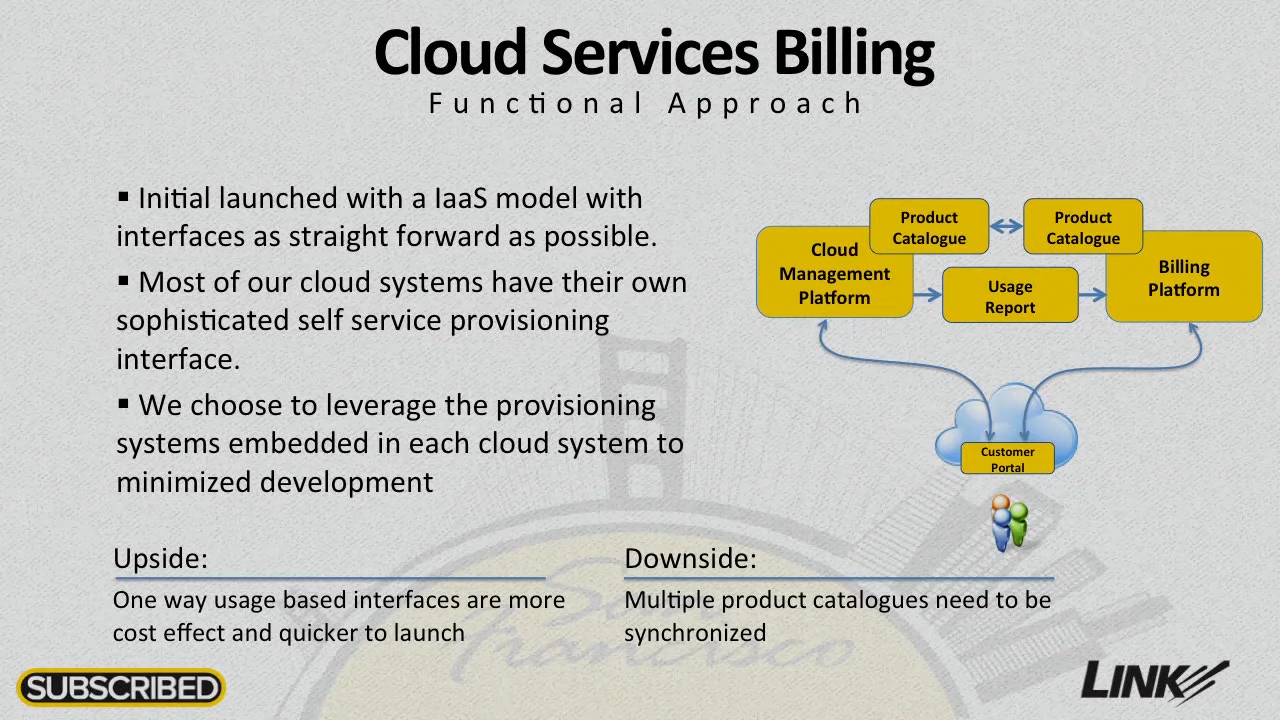 Cloud Services Billing
Functional Approach
▪ Initial launched with a IaaS model with
interfaces as straight forward as possible.
▪ Most of our cloud systems have their own
sophisticated self service provisioning
interface.
▪ We choose to leverage the provisioning
systems embedded in each cloud system to
minimized development
Product
Catalogue
Product
Catalogue
Cloud
Management
Platform
Usage
Report
Billing
Platform
Customer
Portal
Upside:
One way usage based interfaces are more
cost effect and quicker to launch
Downside:
Multiple product catalogues need to be
synchronized
San
Francisco
SUBSCRIBED
LINK